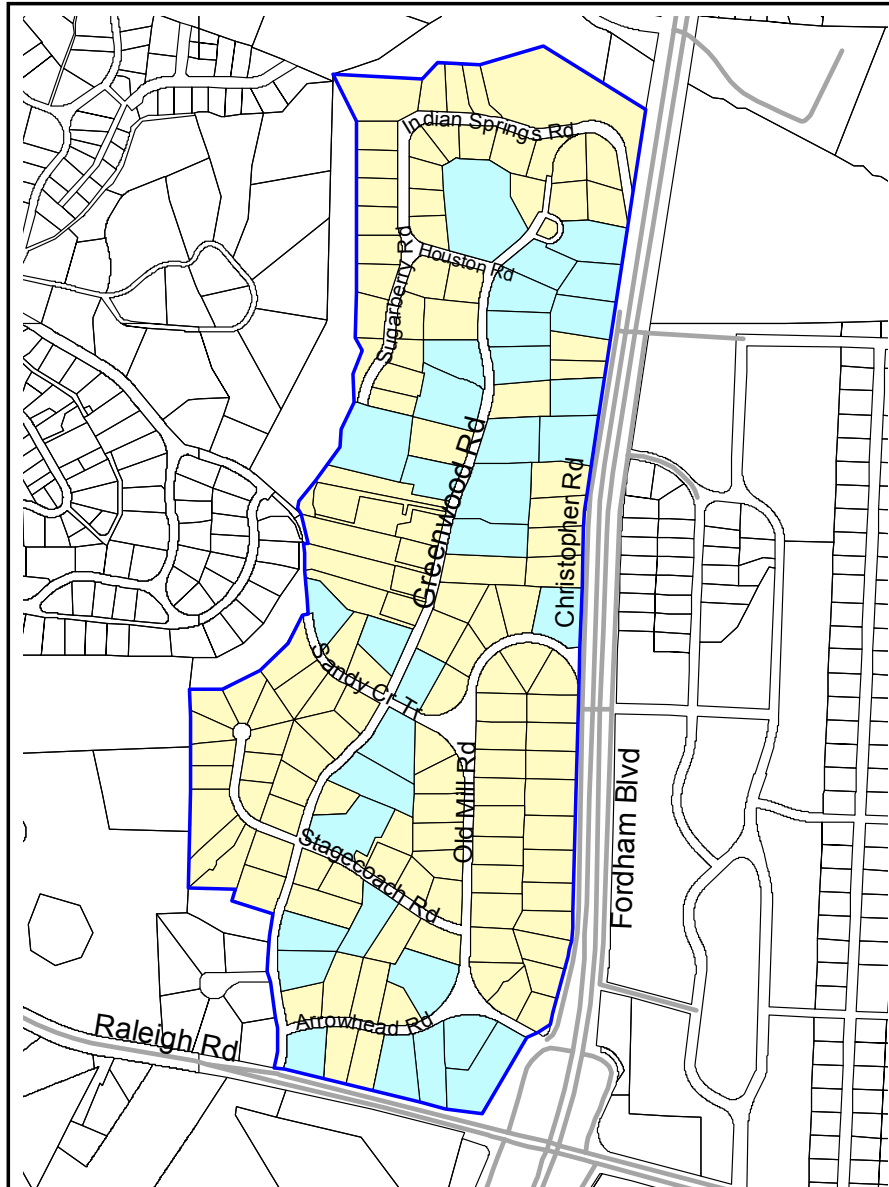 Indian Springs Rd
Sugarberry Rd
Houston Rd
Greenwood Rd
Christopher Rd
Sandy Cr Tr
Old Mill Rd
Fordham Blvd
Stagecoach Rd
Arrowhead Rd
Raleigh Rd